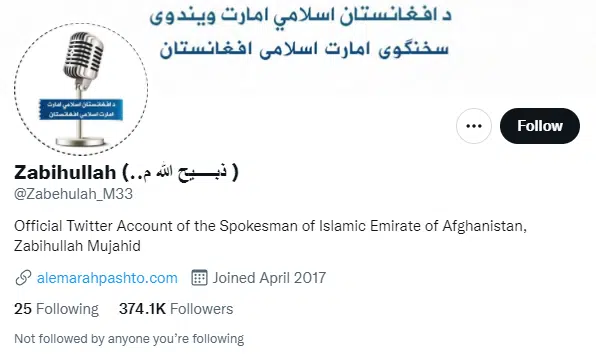 د افغانستان اسلامي امارت ویندوی
سخنګوی امارت اسلامی افغانستان
د افغانستان اسلامي امارت
امارت اسلامی افغانستان
Follow
Zabihullah (..ذبـــیح الله م )
@Zabehulah_M33
Official Twitter Account of the Spokesman of Islamic Emirate of Afghanistan,
Zabihullah Mujahid
alemarahpashto.com Joined April 2017
25 Following 374.1K Followers
Not followed by anyone you’re following